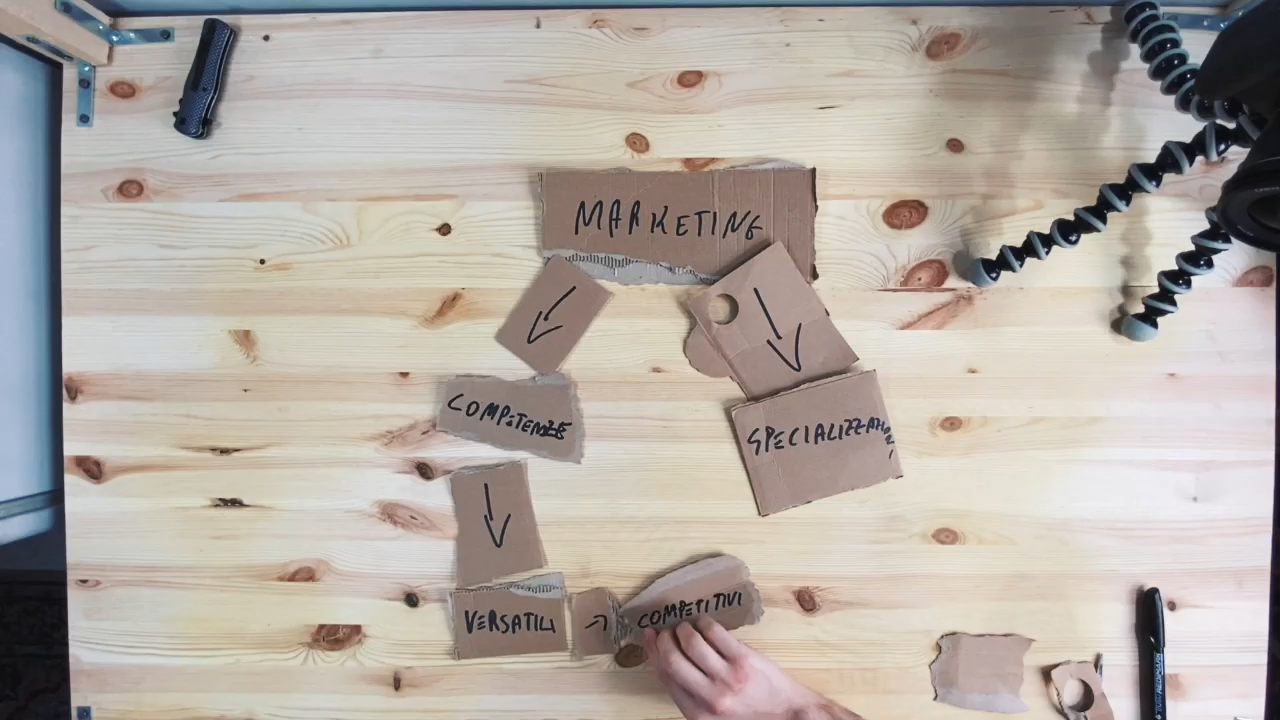 MARKETING
COMPETENZE
SPECIALIZZAZIONI
VERSATILI
COMPETITIVI